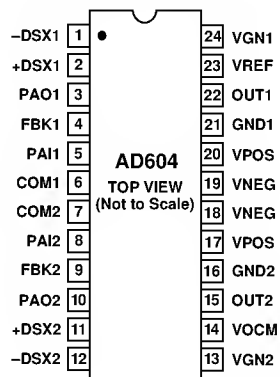 –DSX1 1
+DSX1 2
PAO1 3
FBK1 4
PAI1 5
COM1 6
COM2 7
PAI2 8
FBK2 9
PAO2 10
+DSX2 11
–DSX2 12
AD604
TOP VIEW
(Not to Scale)
24 VGN1
23 VREF
22 OUT1
21 GND1
20 VPOS
19 VNEG
18 VNEG
17 VPOS
16 GND2
15 OUT2
14 VOCM
13 VGN2